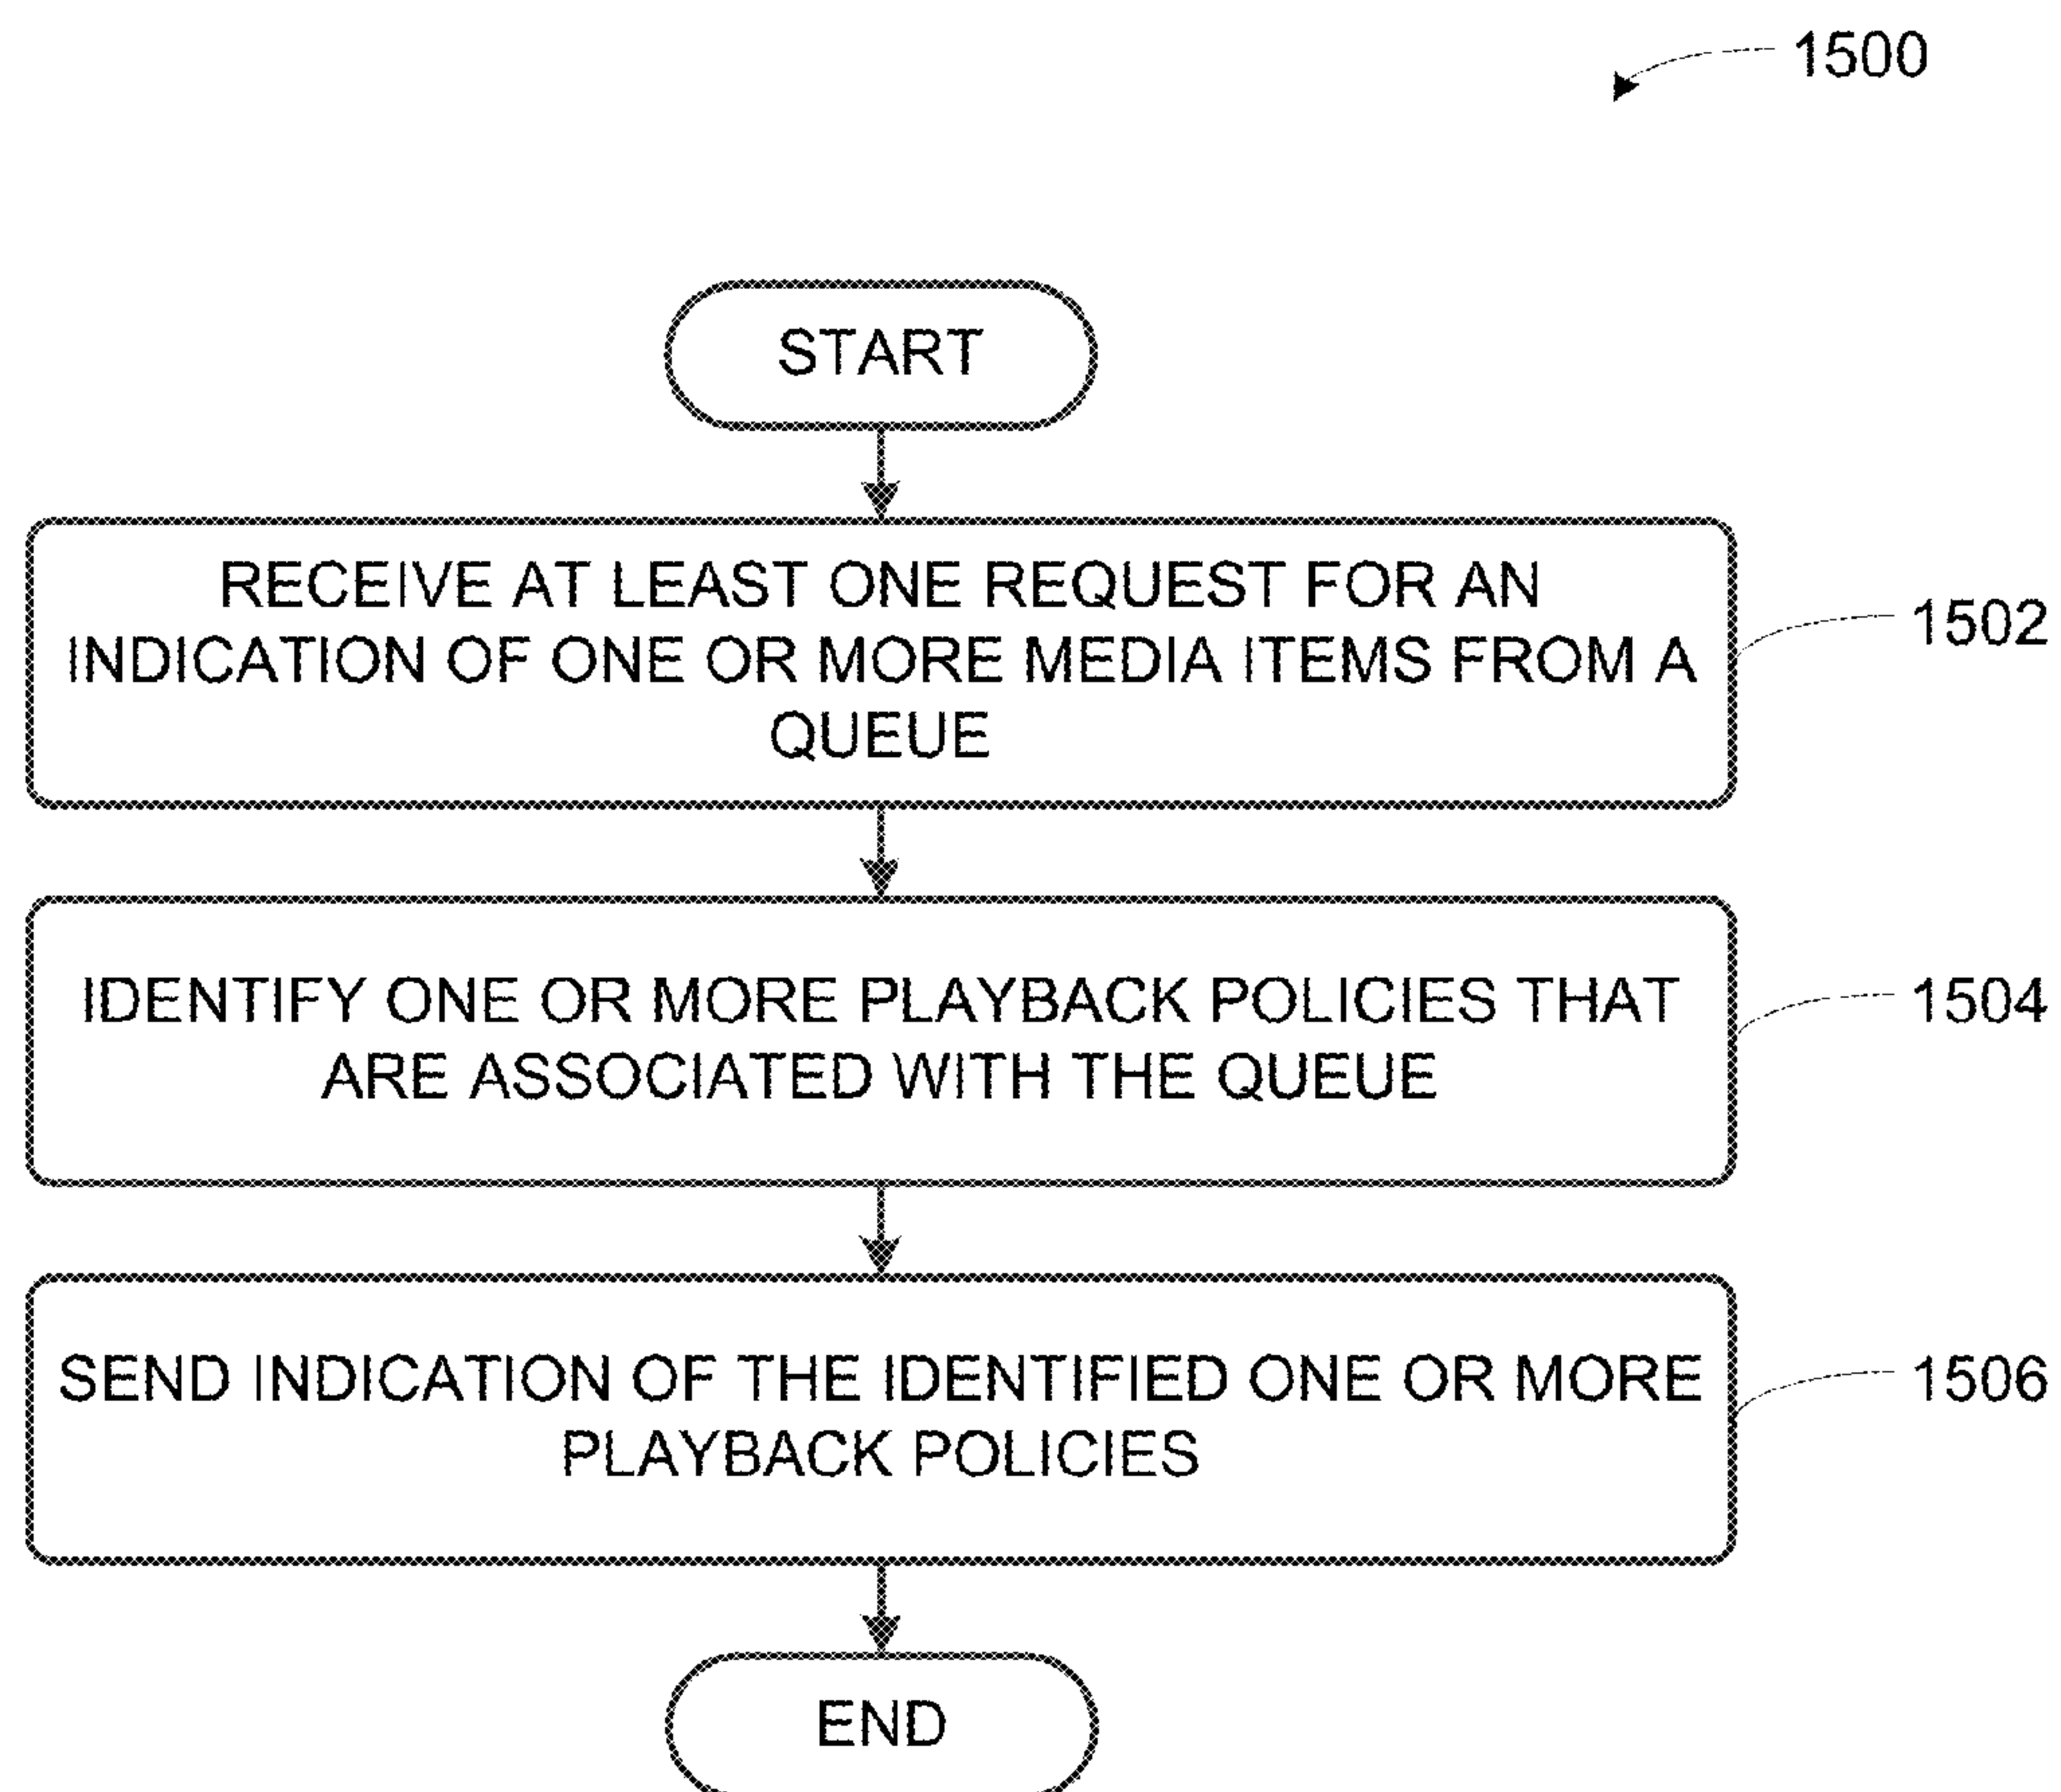 1500
START
RECEIVE AT LEAST ONE REQUEST FOR AN
INDICATION OF ONE OR MORE MEDIA ITEMS FROM A
QUEUE
1502
IDENTIFY ONE OR MORE PLAYBACK POLICIES THAT
ARE ASSOCIATED WITH THE QUEUE
1504
SEND INDICATION OF THE IDENTIFIED ONE OR MORE
PLAYBACK POLICIES
1506
END